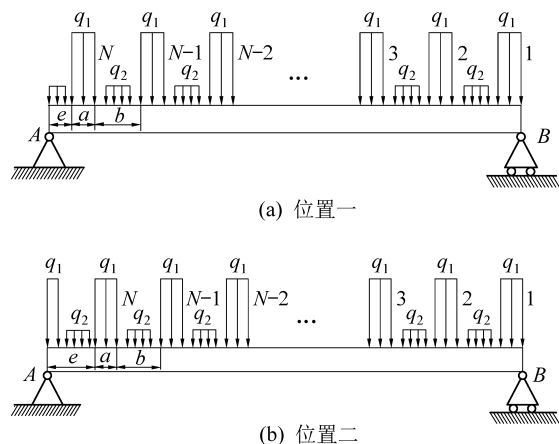 q₁ q₁ q₁ q₁ q₁ q₁
N N−1 N−2 ... 3 2 1
q₂ q₂ q₂ q₂
e a b
A B
(a) 位置一
q₁ q₁ q₁ q₁ q₁ q₁ q₁
N N−1 N−2 ... 3 2 1
q₂ q₂ q₂ q₂ q₂
e a b
A B
(b) 位置二